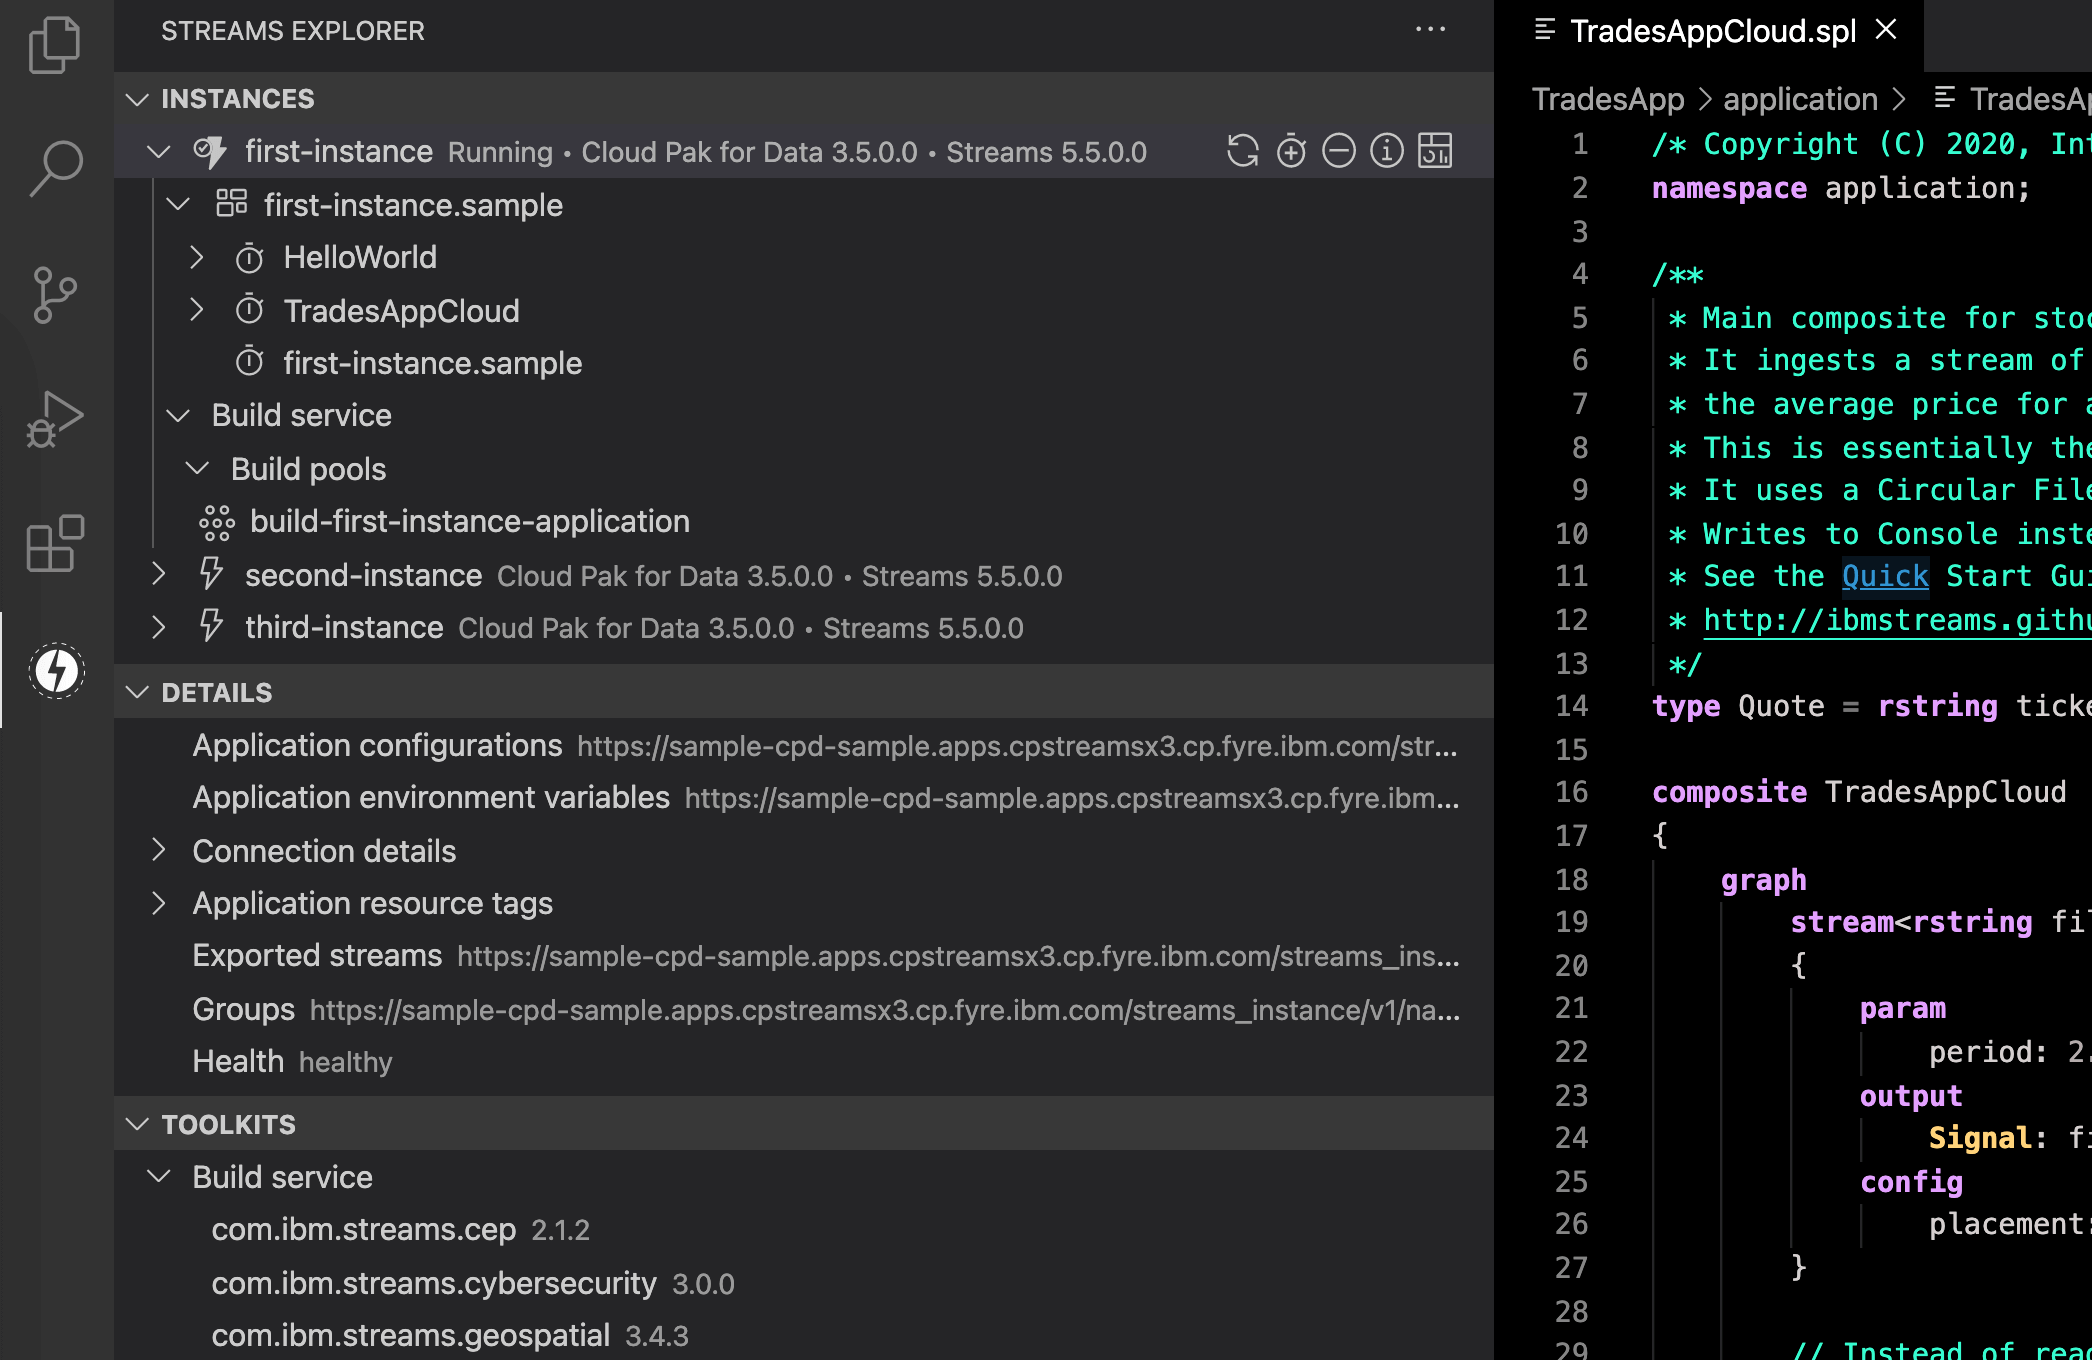 STREAMS EXPLORER
INSTANCES
first-instance Running • Cloud Pak for Data 3.5.0.0 • Streams 5.5.0.0
first-instance.sample
HelloWorld
TradesAppCloud
first-instance.sample
Build service
Build pools
build-first-instance-application
second-instance Cloud Pak for Data 3.5.0.0 • Streams 5.5.0.0
third-instance Cloud Pak for Data 3.5.0.0 • Streams 5.5.0.0
DETAILS
Application configurations https://sample-cpd-sample.apps.cpstreamsx3.cp.fyre.ibm.com/str...
Application environment variables https://sample-cpd-sample.apps.cpstreamsx3.cp.fyre.ibm...
Connection details
Application resource tags
Exported streams https://sample-cpd-sample.apps.cpstreamsx3.cp.fyre.ibm.com/streams_ins...
Groups https://sample-cpd-sample.apps.cpstreamsx3.cp.fyre.ibm.com/streams_instance/v1/na...
Health healthy
TOOLKITS
Build service
com.ibm.streams.cep 2.1.2
com.ibm.streams.cybersecurity 3.0.0
com.ibm.streams.geospatial 3.4.3
TradesAppCloud.spl
TradesApp > application > TradesAp
1 /* Copyright (C) 2020, Int
2 namespace application;
3
4 /**
5 * Main composite for stoc
6 * It ingests a stream of
7 * the average price for a
8 * This is essentially the
9 * It uses a Circular File
10 * Writes to Console inste
11 * See the Quick Start Gui
12 * http://ibmstreams.githu
13 */
14 type Quote = rstring ticke
15
16 composite TradesAppCloud
17 {
18 graph
19 stream<rstring fil
20 {
21 param
22 period: 2.
23 output
24 Signal: fi
25 config
26 placement:
27 }
28
29 // Instead of read